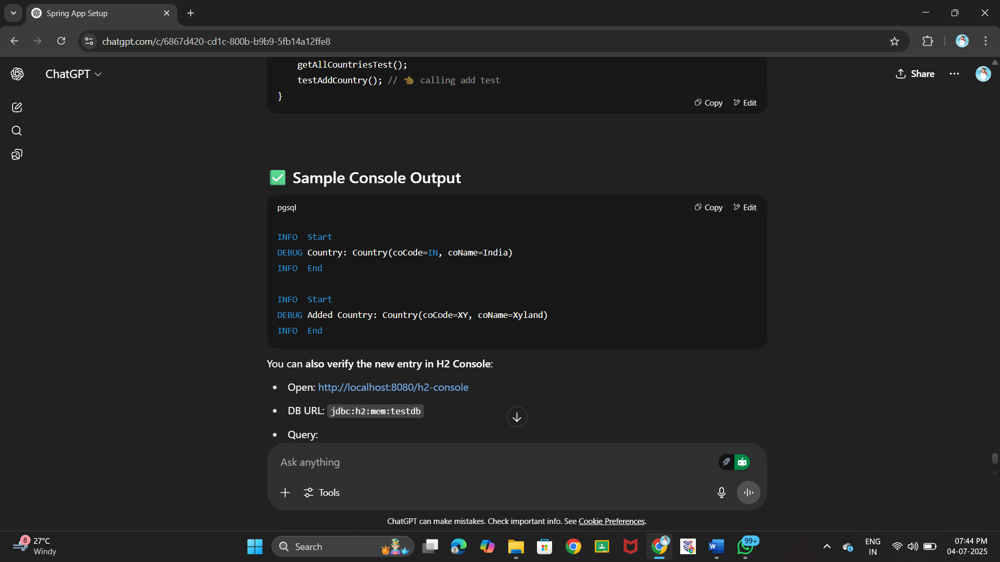 Spring App Setup
chatgpt.com/c/6867d420-cd1c-800b-b9b9-5fb14a12ffe8
ChatGPT
Share
getAllCountriesTest();
testAddCountry(); // 👈 calling add test
}
Copy Edit
✅ Sample Console Output
pgsql
Copy Edit
INFO  Start
DEBUG Country: Country(coCode=IN, coName=India)
INFO  End
INFO  Start
DEBUG Added Country: Country(coCode=XY, coName=Xyland)
INFO  End
You can also verify the new entry in H2 Console:
• Open: http://localhost:8080/h2-console
• DB URL: jdbc:h2:mem:testdb
• Query:
Ask anything
Tools
ChatGPT can make mistakes. Check important info. See Cookie Preferences.
8
27°C
Windy
Search
99+
ENG
IN
07:44 PM
04-07-2025